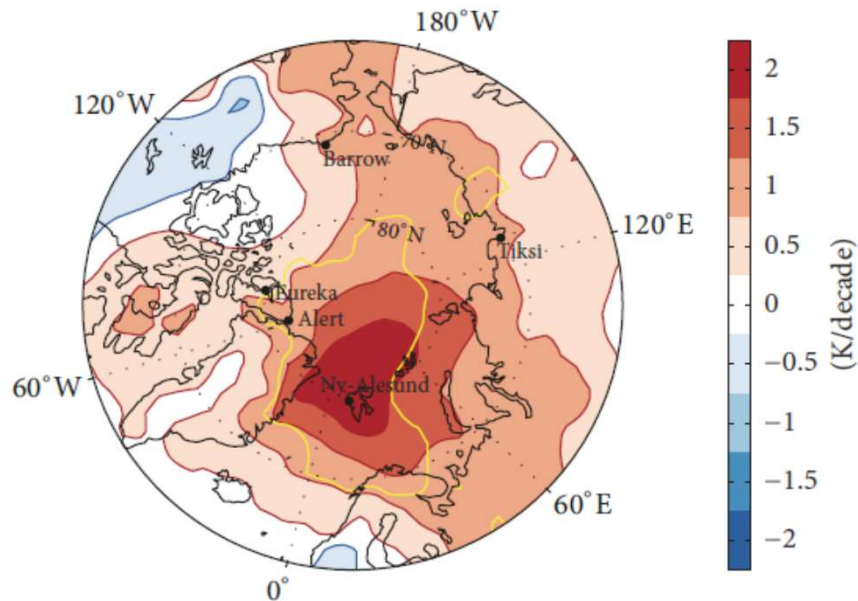 180°W
120°W
Barrow
70°N
80°N
120°E
Tiksi
Eureka
Alert
60°W
Ny-Alesund
60°E
0°
2
1.5
1
0.5
0
−0.5
−1
−1.5
−2
(K/decade)